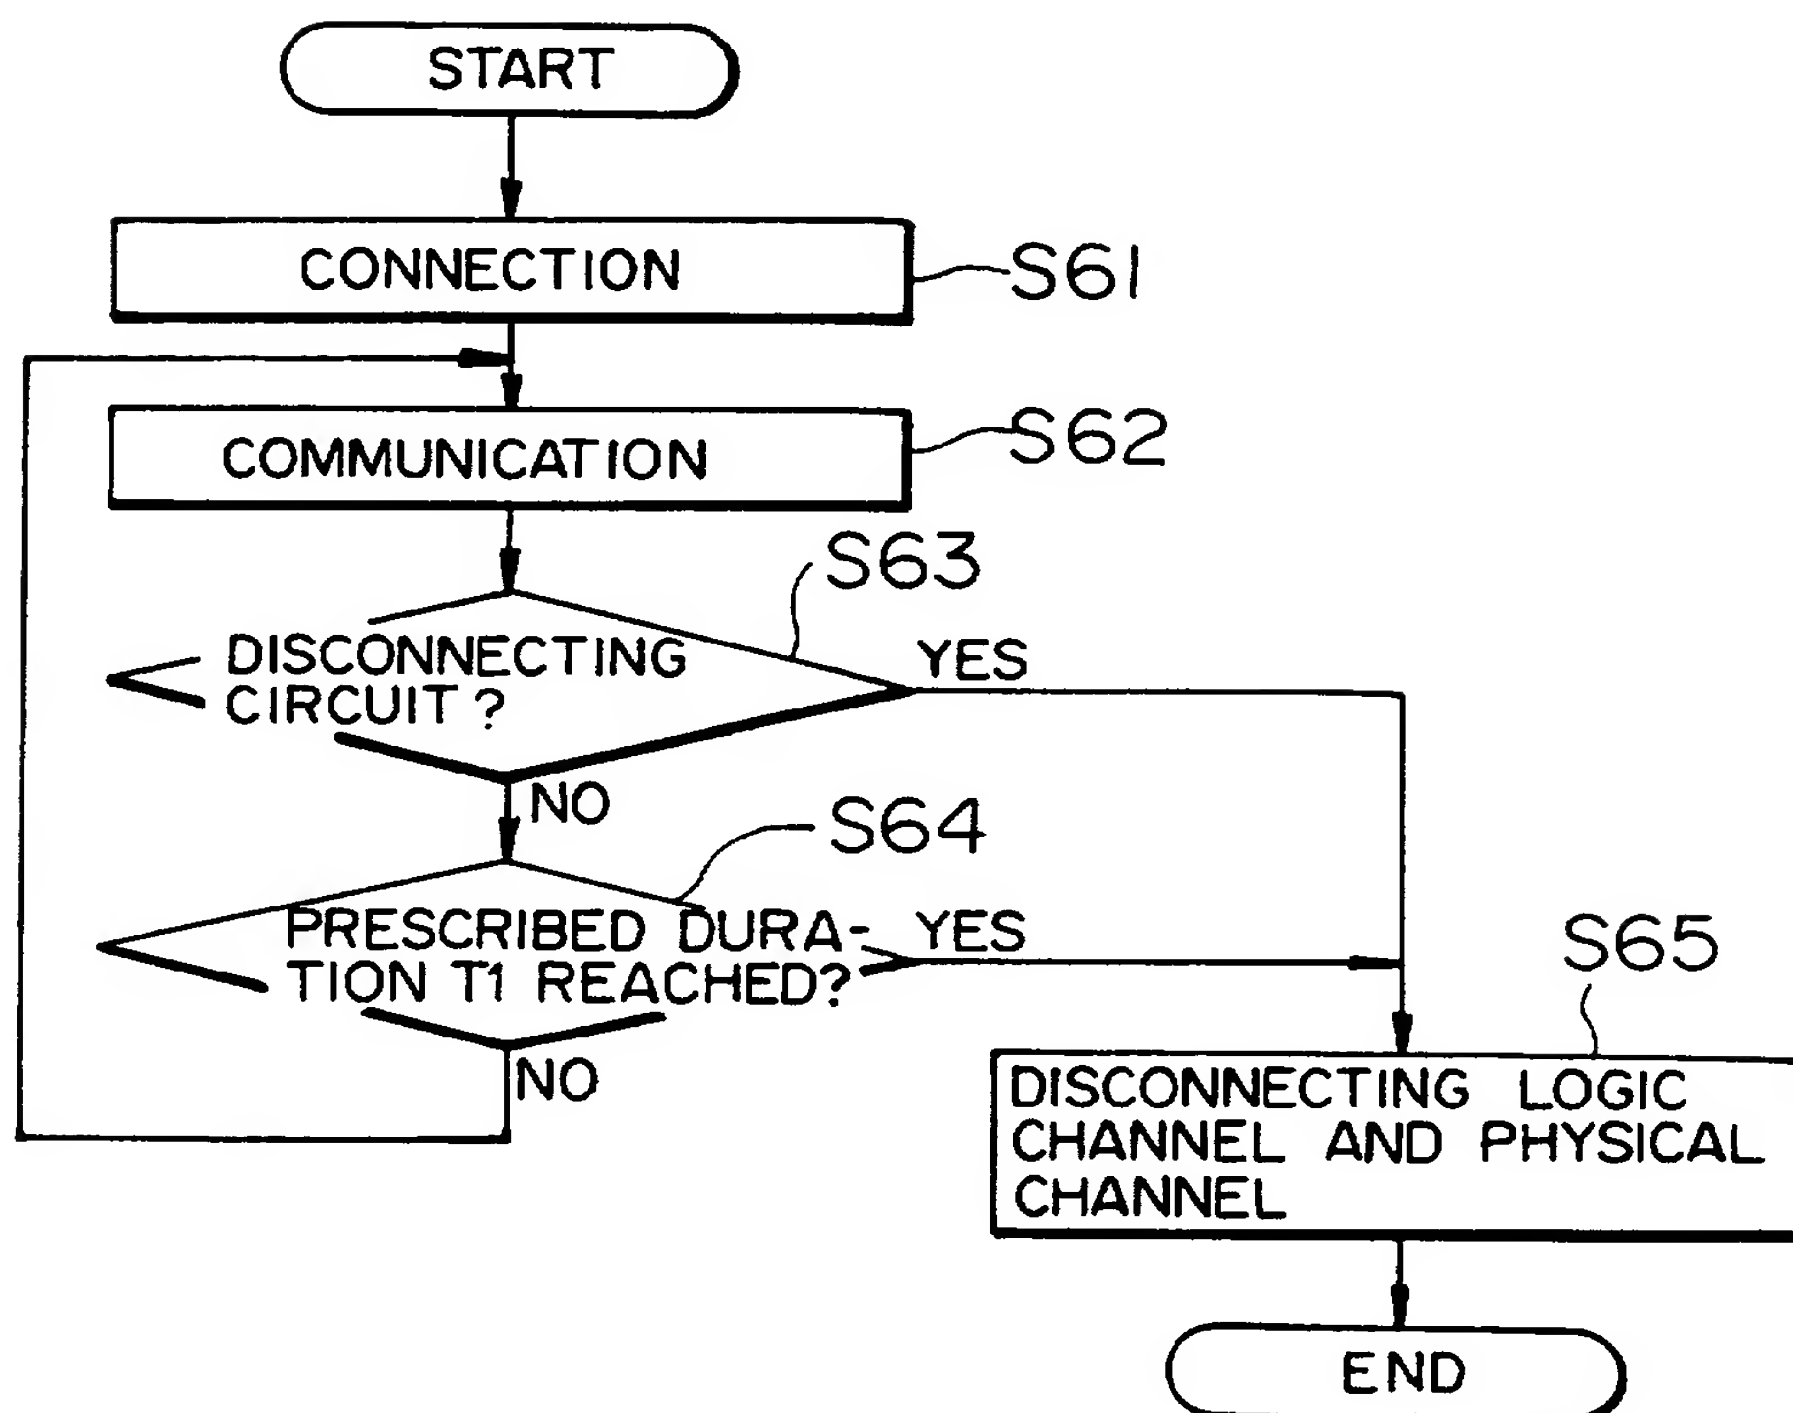 START
CONNECTION
S61
COMMUNICATION
S62
S63
DISCONNECTING
CIRCUIT?
YES
NO
S64
PRESCRIBED DURA-
TION T1 REACHED?
YES
NO
S65
DISCONNECTING LOGIC
CHANNEL AND PHYSICAL
CHANNEL
END